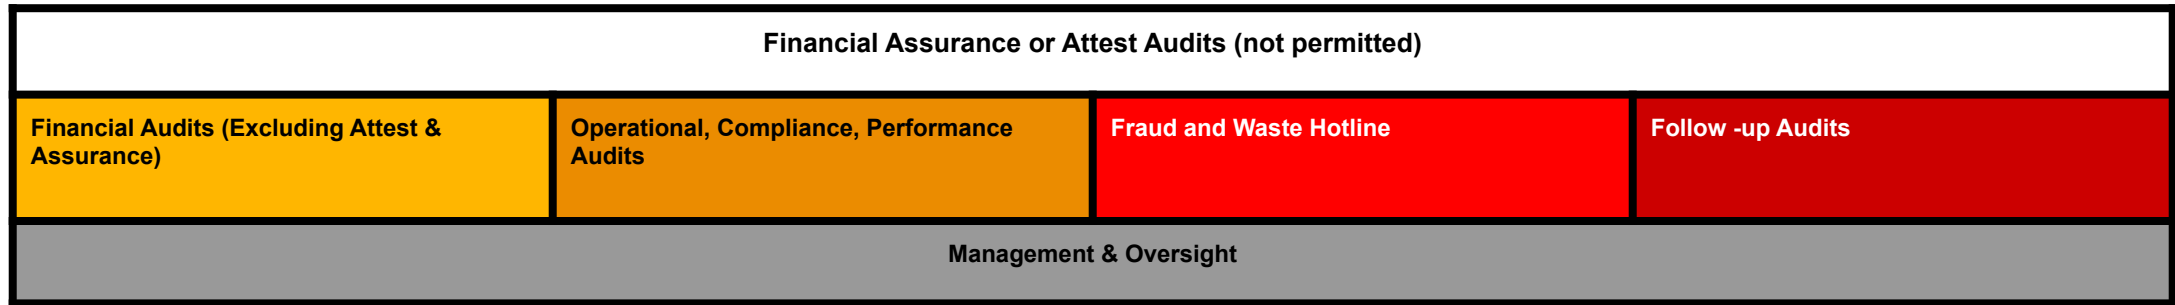 Financial Assurance or Attest Audits (not permitted)
Financial Audits (Excluding Attest &
Assurance)
Operational, Compliance, Performance
Audits
Fraud and Waste Hotline
Follow -up Audits
Management & Oversight